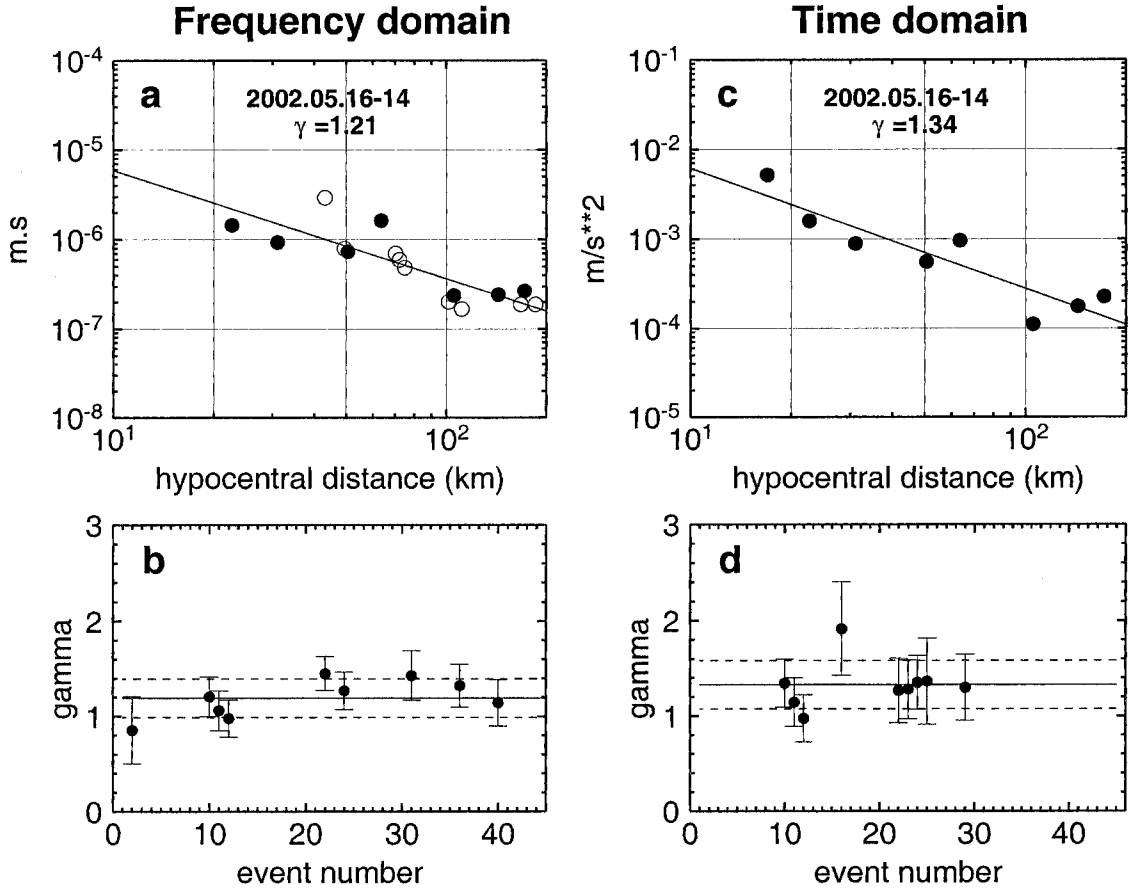 Frequency domain
Time domain
10^-4
10^-5
10^-6
10^-7
10^-8
m.s
a
2002.05.16-14
γ =1.21
10^1
10^2
hypocentral distance (km)
10^-1
10^-2
10^-3
10^-4
10^-5
m/s**2
c
2002.05.16-14
γ =1.34
10^1
10^2
hypocentral distance (km)
3
2
1
0
gamma
b
0 10 20 30 40
event number
3
2
1
0
gamma
d
0 10 20 30 40
event number